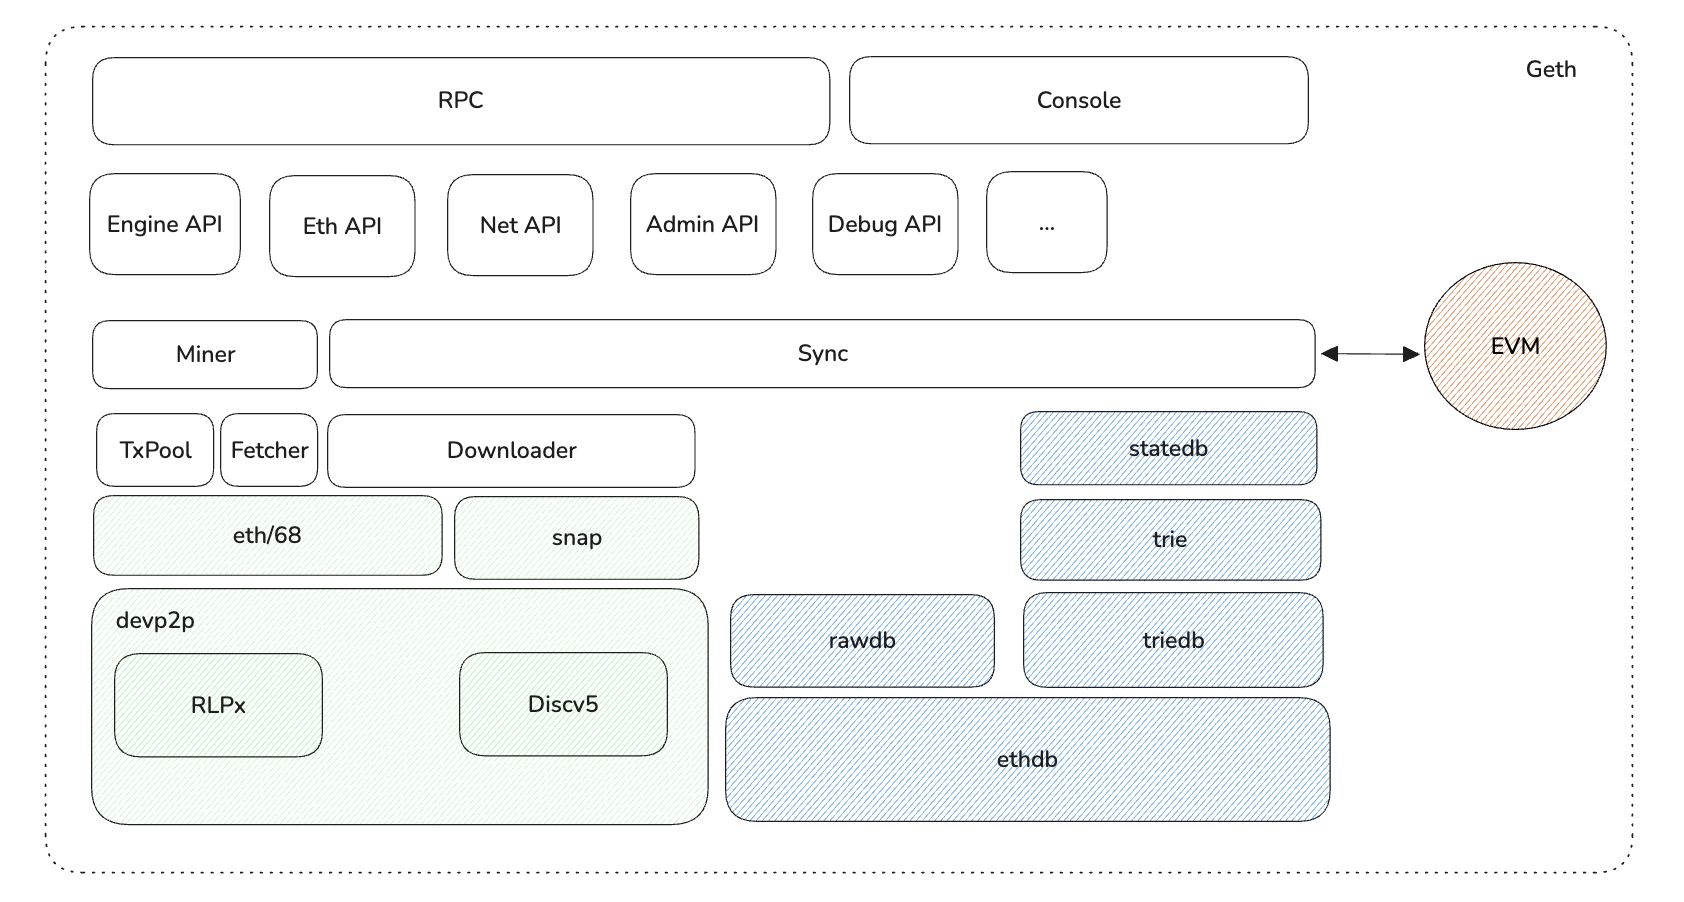 Geth
RPC
Console
Engine API
Eth API
Net API
Admin API
Debug API
...
Miner
Sync
EVM
TxPool
Fetcher
Downloader
statedb
eth/68
snap
trie
devp2p
rawdb
triedb
RLPx
Discv5
ethdb